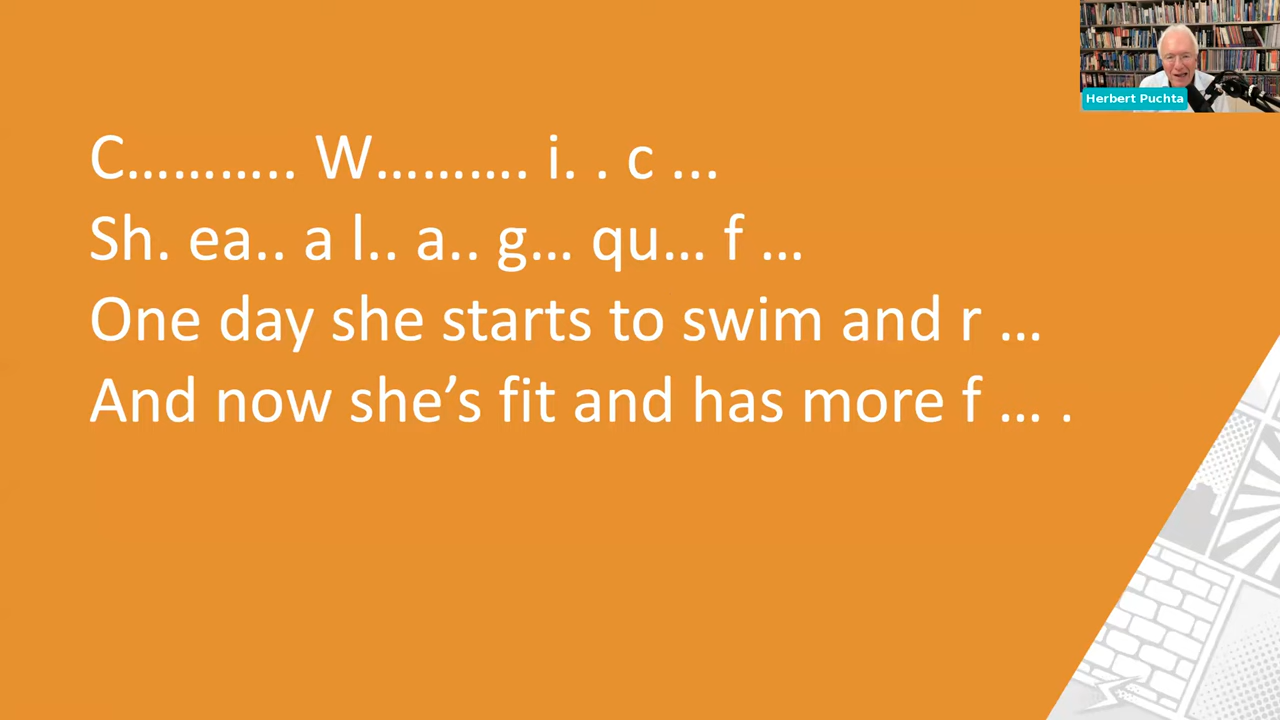 Herbert Puchta
C……….. W………. i. . c ...
Sh. ea.. a l.. a.. g… qu… f …
One day she starts to swim and r …
And now she’s fit and has more f … .